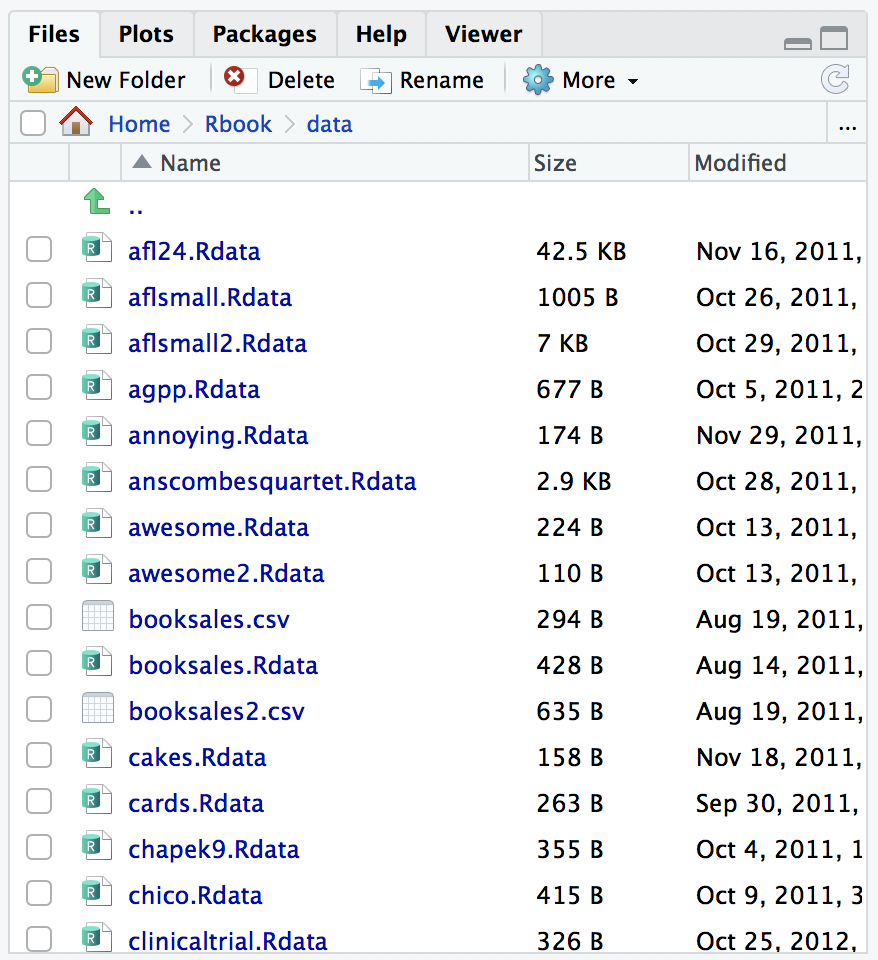 Files Plots Packages Help Viewer
New Folder Delete Rename More
Home Rbook data ...
Name Size Modified
..
R afl24.Rdata 42.5 KB Nov 16, 2011,
R aflsmall.Rdata 1005 B Oct 26, 2011,
R aflsmall2.Rdata 7 KB Oct 29, 2011,
R agpp.Rdata 677 B Oct 5, 2011, 2
R annoying.Rdata 174 B Nov 29, 2011,
R anscombesquartet.Rdata 2.9 KB Oct 28, 2011,
R awesome.Rdata 224 B Oct 13, 2011,
R awesome2.Rdata 110 B Oct 13, 2011,
booksales.csv 294 B Aug 19, 2011,
R booksales.Rdata 428 B Aug 14, 2011,
booksales2.csv 635 B Aug 19, 2011,
R cakes.Rdata 158 B Nov 18, 2011,
R cards.Rdata 263 B Sep 30, 2011,
R chapek9.Rdata 355 B Oct 4, 2011, 1
R chico.Rdata 415 B Oct 9, 2011, 3
R clinicaltrial.Rdata 326 B Oct 25, 2012,